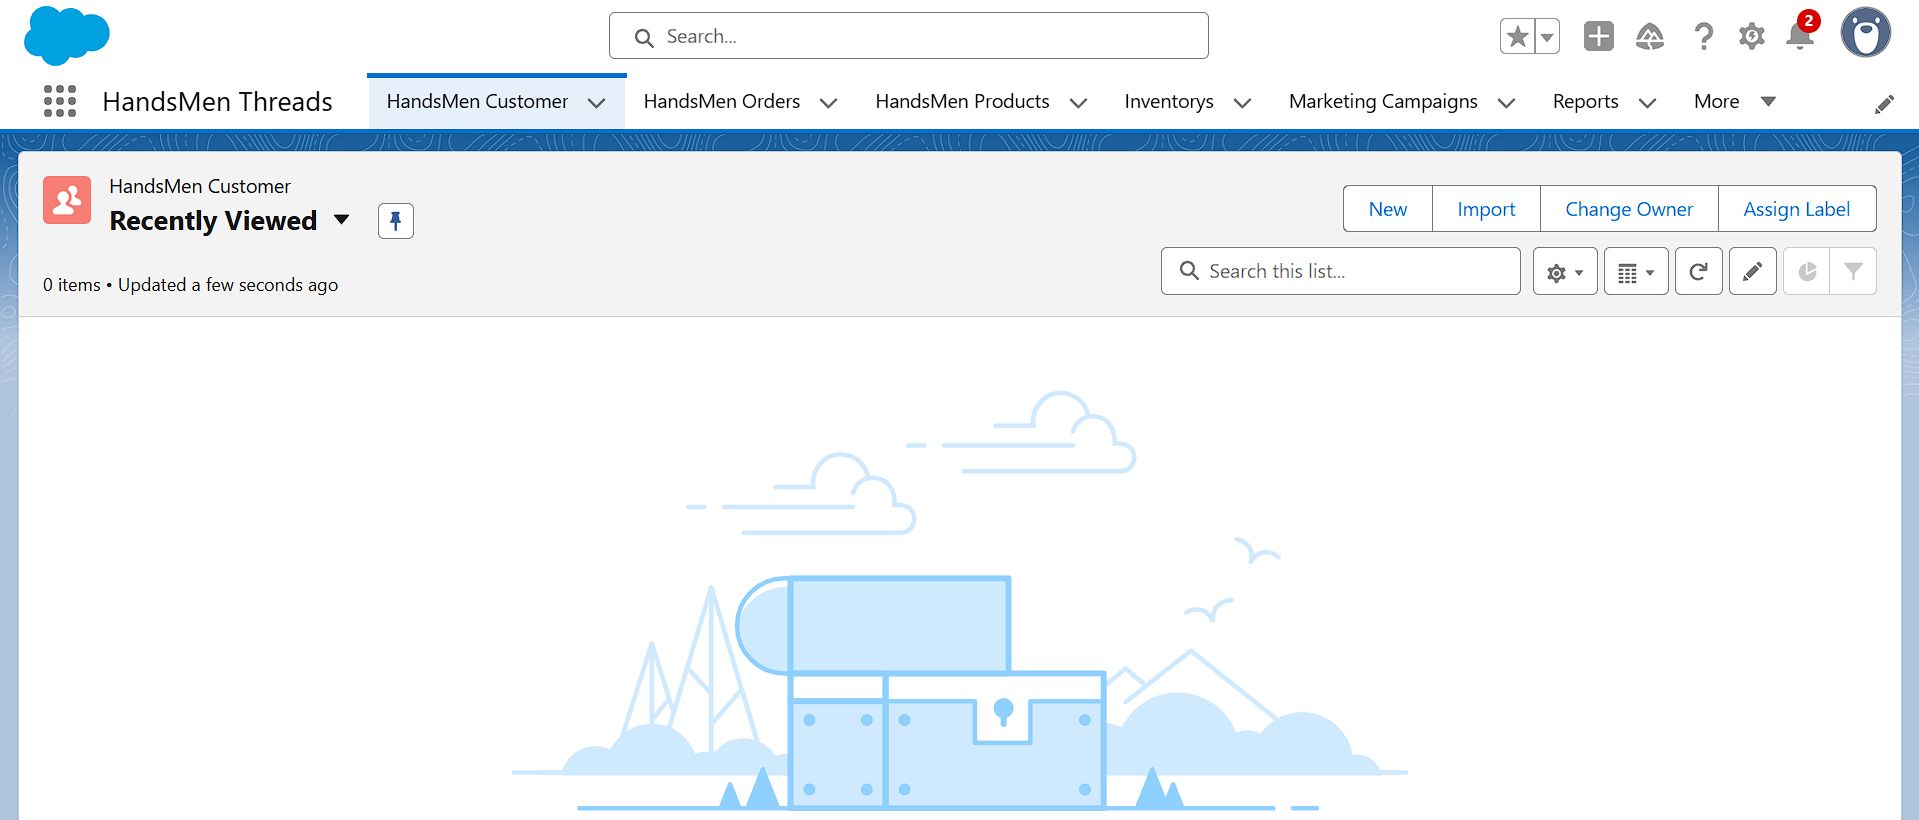 Search...
2
HandsMen Threads
HandsMen Customer
HandsMen Orders
HandsMen Products
Inventorys
Marketing Campaigns
Reports
More
HandsMen Customer
Recently Viewed
New
Import
Change Owner
Assign Label
0 items • Updated a few seconds ago
Search this list...